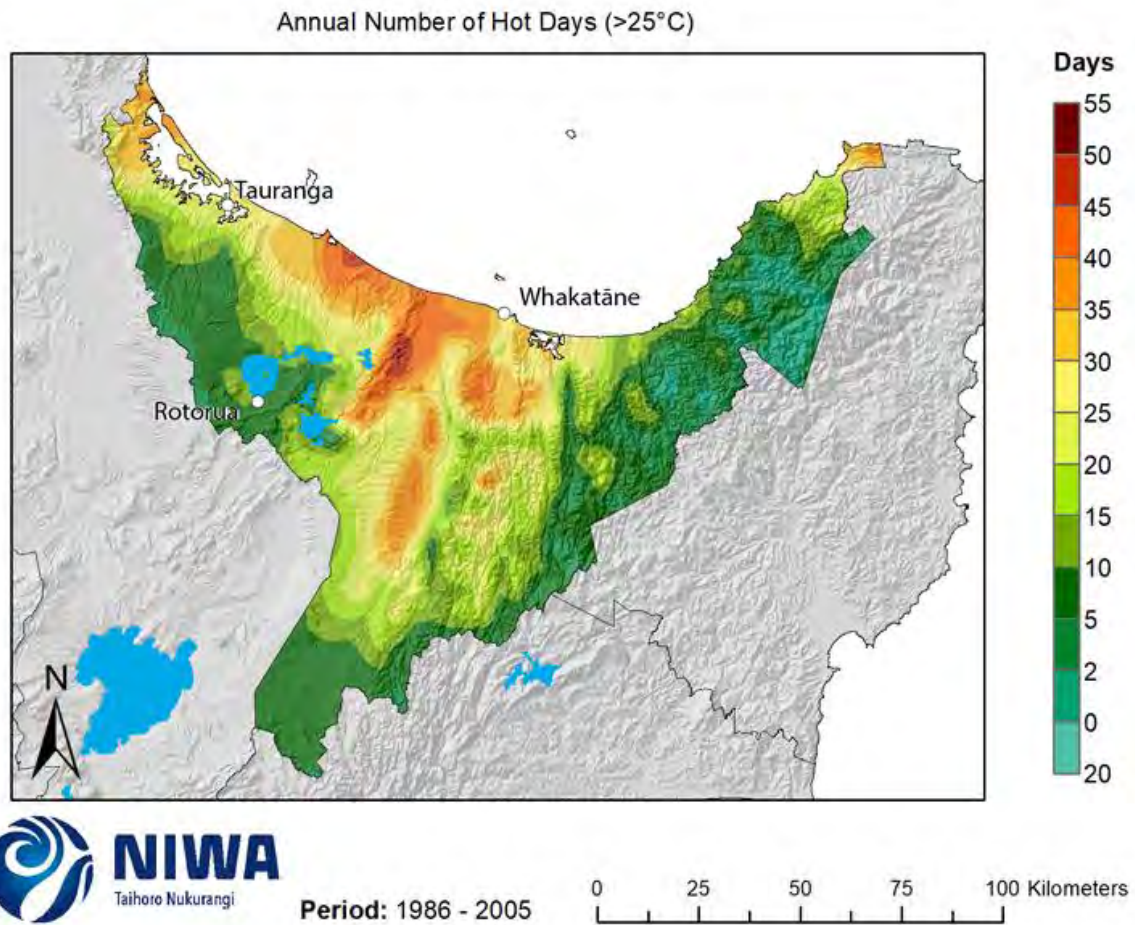 Annual Number of Hot Days (>25°C)
Days
55
50
45
40
35
30
25
20
15
10
5
2
0
20
Tauranga
Whakatāne
Rotorua
N
NIWA
Taihoro Nukurangi
Period: 1986 - 2005
0 25 50 75 100 Kilometers